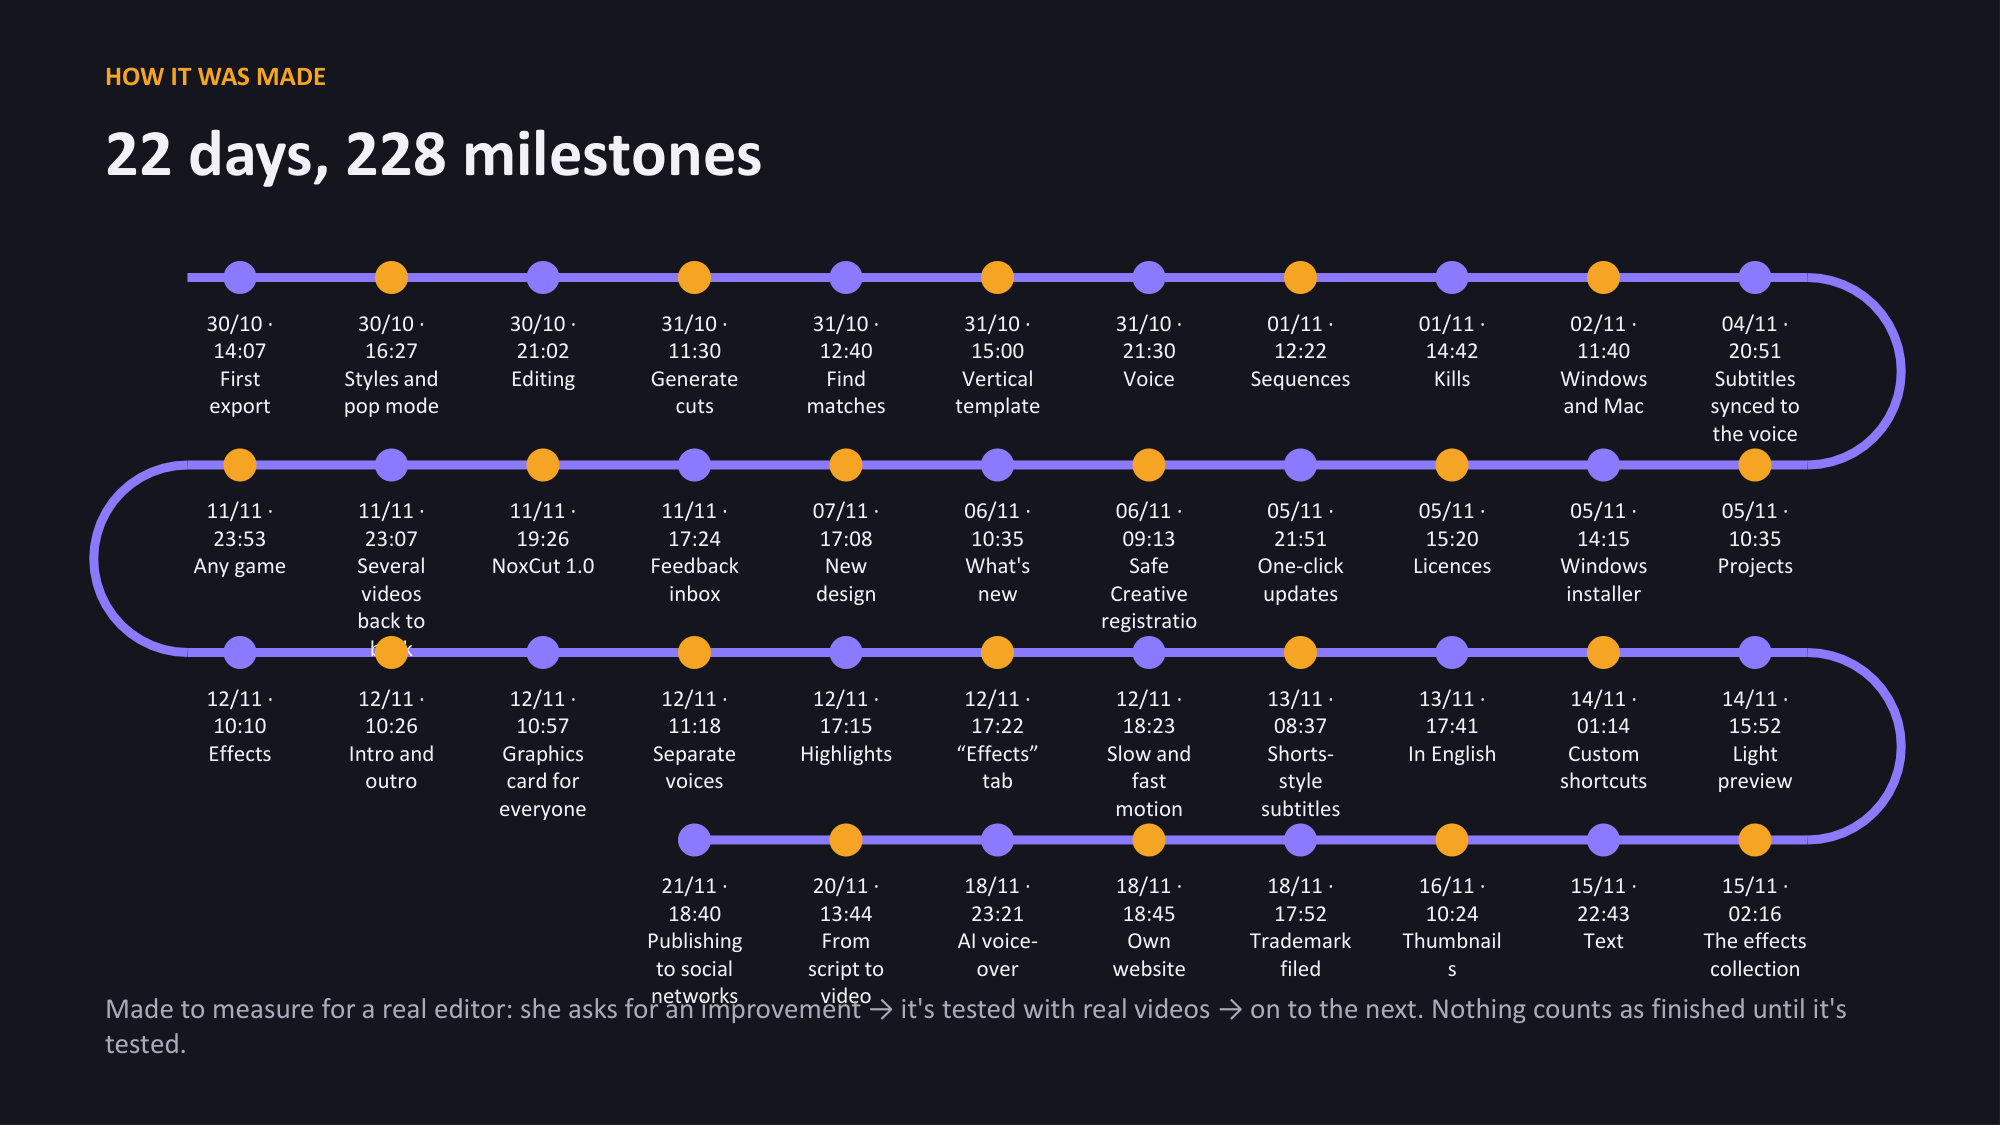 HOW IT WAS MADE
22 days, 228 milestones
30/10 ·
14:07
First
export
30/10 ·
16:27
Styles and
pop mode
30/10 ·
21:02
Editing
31/10 ·
11:30
Generate
cuts
31/10 ·
12:40
Find
matches
31/10 ·
15:00
Vertical
template
31/10 ·
21:30
Voice
01/11 ·
12:22
Sequences
01/11 ·
14:42
Kills
02/11 ·
11:40
Windows
and Mac
04/11 ·
20:51
Subtitles
synced to
the voice
11/11 ·
23:53
Any game
11/11 ·
23:07
Several
videos
back to
11/11 ·
19:26
NoxCut 1.0
11/11 ·
17:24
Feedback
inbox
07/11 ·
17:08
New
design
06/11 ·
10:35
What's
new
06/11 ·
09:13
Safe
Creative
registratio
05/11 ·
21:51
One-click
updates
05/11 ·
15:20
Licences
05/11 ·
14:15
Windows
installer
05/11 ·
10:35
Projects
12/11 ·
10:10
Effects
12/11 ·
10:26
Intro and
outro
12/11 ·
10:57
Graphics
card for
everyone
12/11 ·
11:18
Separate
voices
12/11 ·
17:15
Highlights
12/11 ·
17:22
“Effects”
tab
12/11 ·
18:23
Slow and
fast
motion
13/11 ·
08:37
Shorts-
style
subtitles
13/11 ·
17:41
In English
14/11 ·
01:14
Custom
shortcuts
14/11 ·
15:52
Light
preview
21/11 ·
18:40
Publishing
to social
networks
20/11 ·
13:44
From
script to
video
18/11 ·
23:21
AI voice-
over
18/11 ·
18:45
Own
website
18/11 ·
17:52
Trademark
filed
16/11 ·
10:24
Thumbnail
s
15/11 ·
22:43
Text
15/11 ·
02:16
The effects
collection
Made to measure for a real editor: she asks for an improvement → it's tested with real videos → on to the next. Nothing counts as finished until it's
tested.